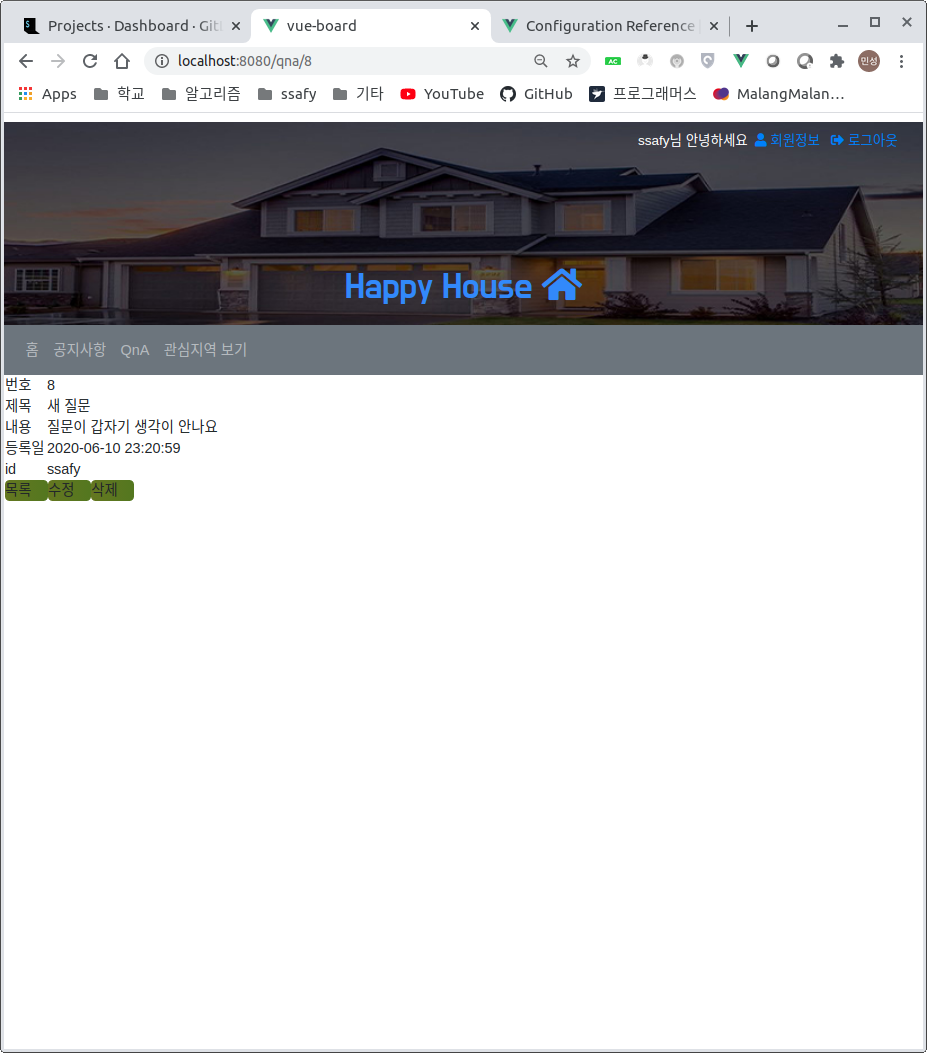 Projects · Dashboard · Git
vue-board
Configuration Reference
localhost:8080/qna/8
AC
민성
Apps 학교 알고리즘 ssafy 기타 YouTube GitHub 프로그래머스 MalangMalan...
ssafy님 안녕하세요 회원정보 로그아웃
Happy House
홈 공지사항 QnA 관심지역 보기
번호 8
제목 새 질문
내용 질문이 갑자기 생각이 안나요
등록일 2020-06-10 23:20:59
id ssafy
목록 수정 삭제